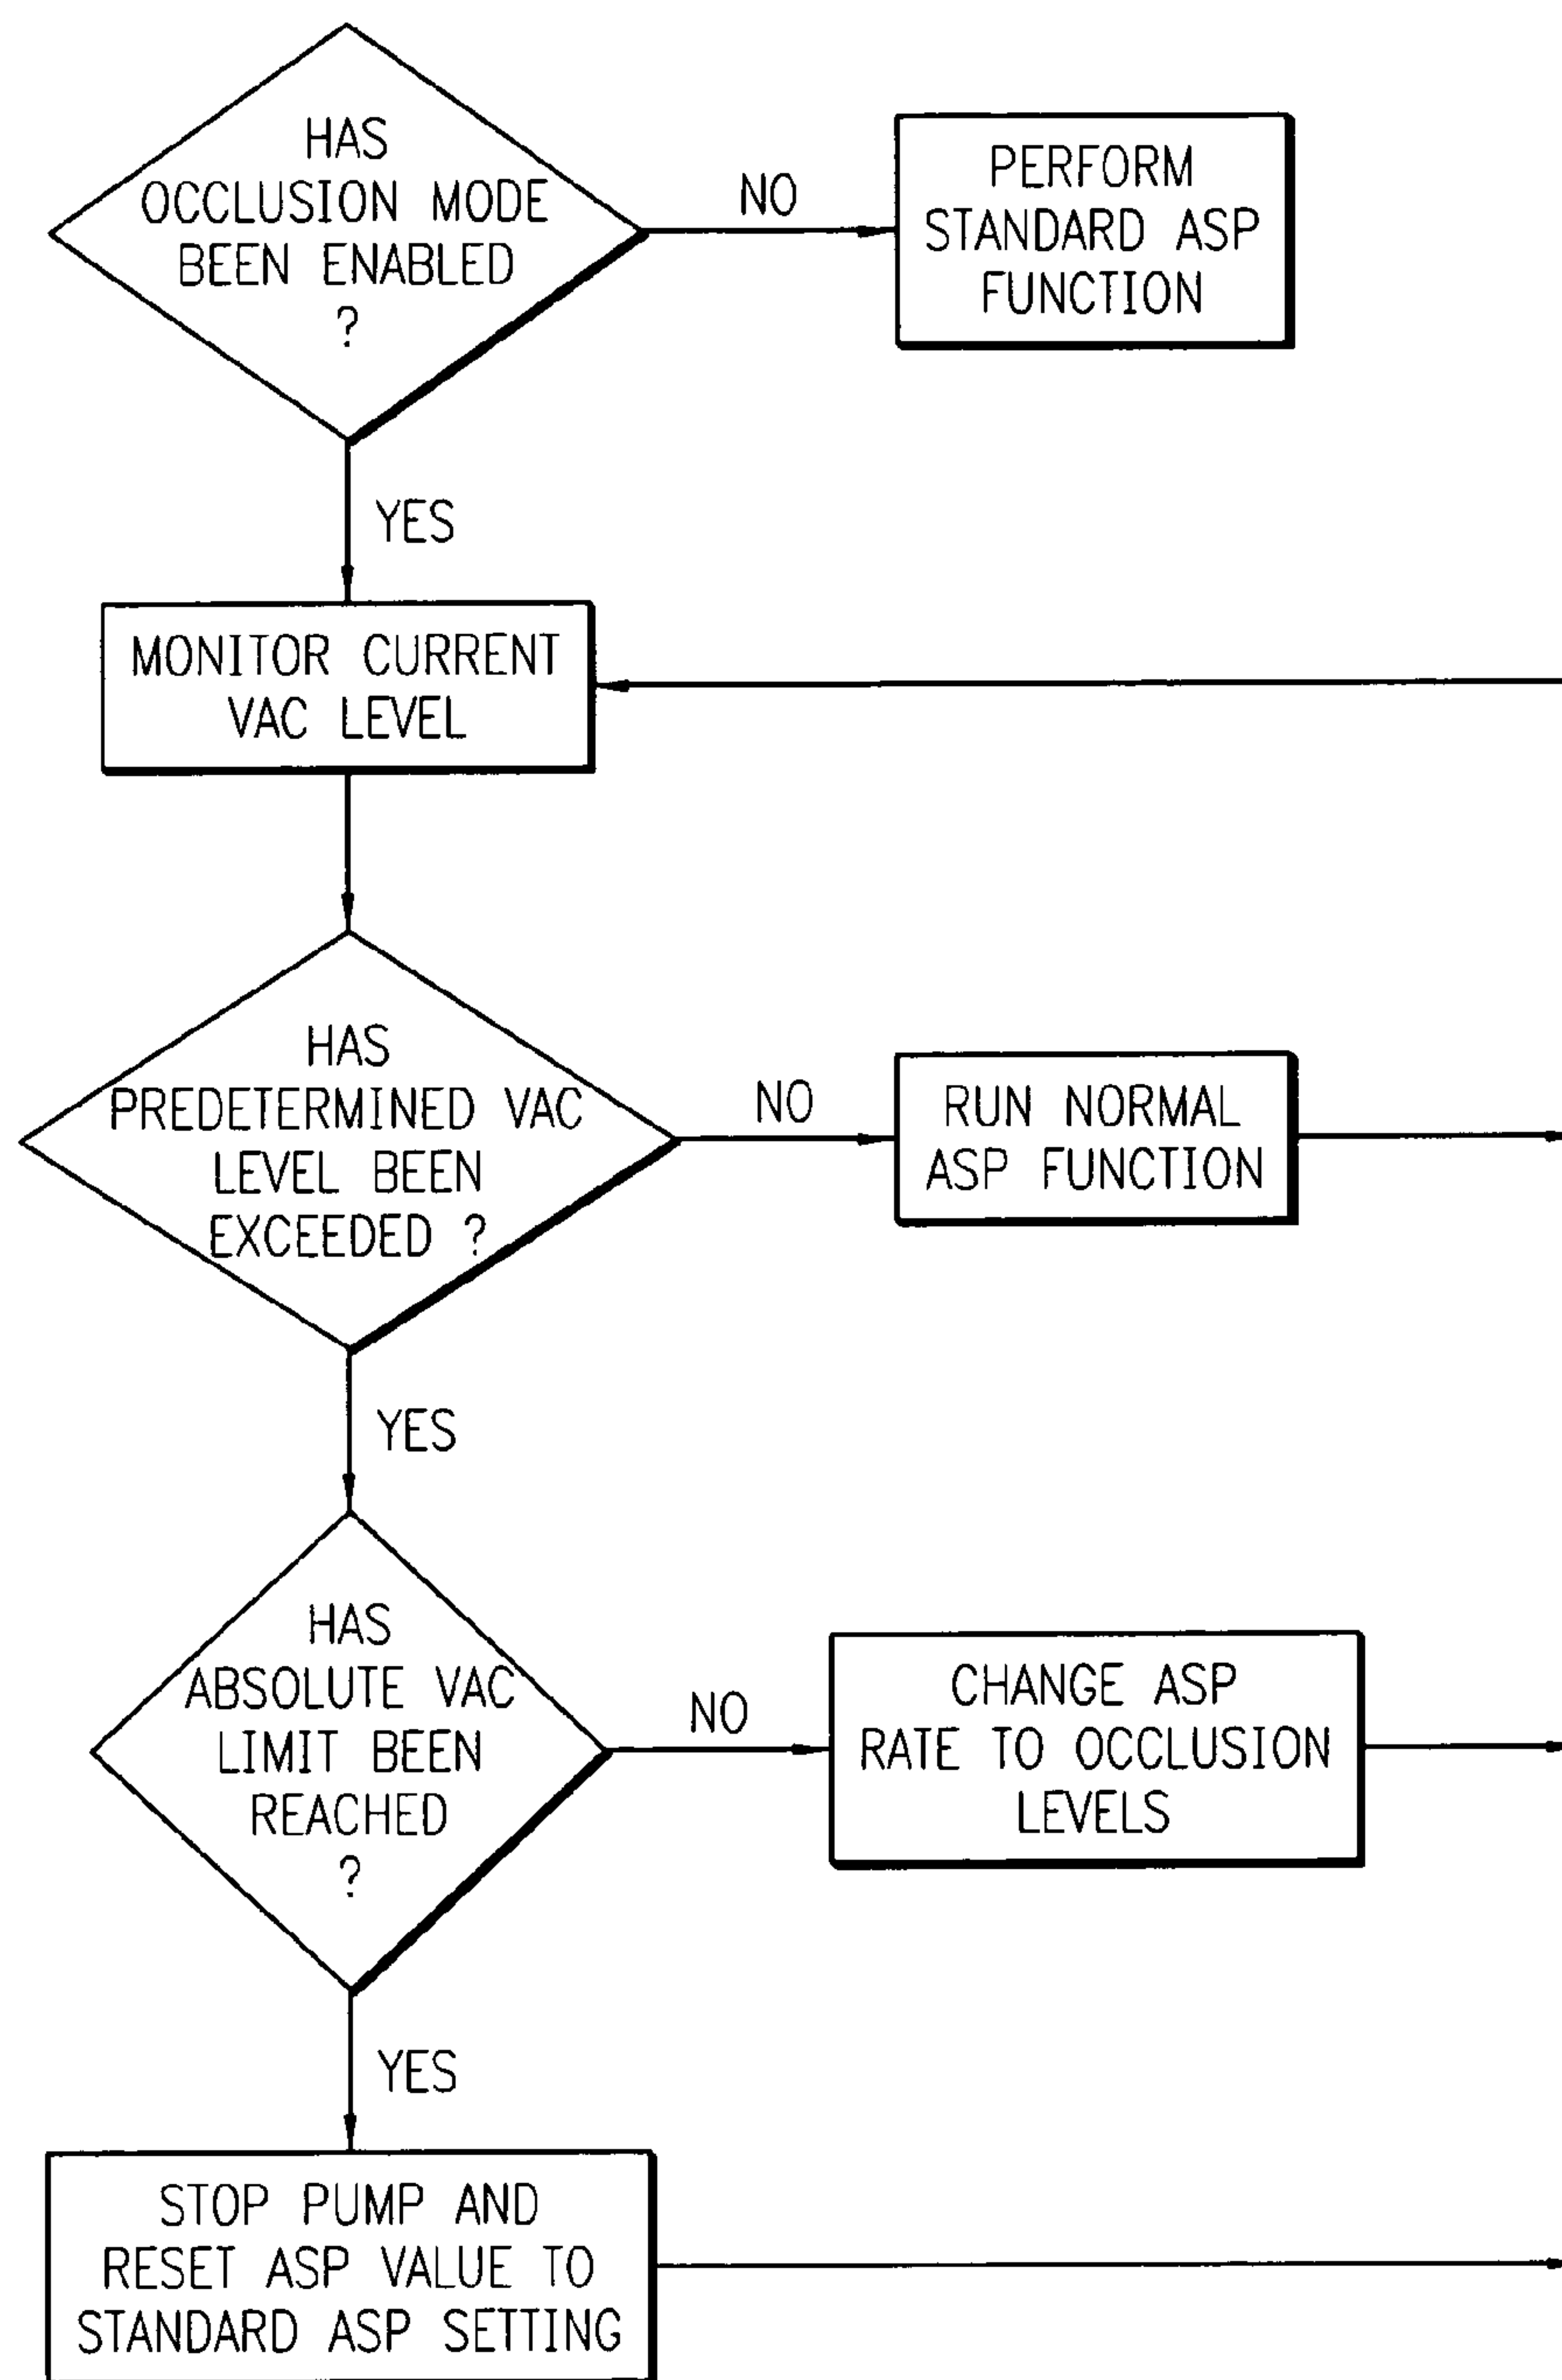 HAS
OCCLUSION MODE
BEEN ENABLED
?
NO
PERFORM
STANDARD ASP
FUNCTION
YES
MONITOR CURRENT
VAC LEVEL
HAS
PREDETERMINED VAC
LEVEL BEEN
EXCEEDED ?
NO
RUN NORMAL
ASP FUNCTION
YES
HAS
ABSOLUTE VAC
LIMIT BEEN
REACHED
?
NO
CHANGE ASP
RATE TO OCCLUSION
LEVELS
YES
STOP PUMP AND
RESET ASP VALUE TO
STANDARD ASP SETTING